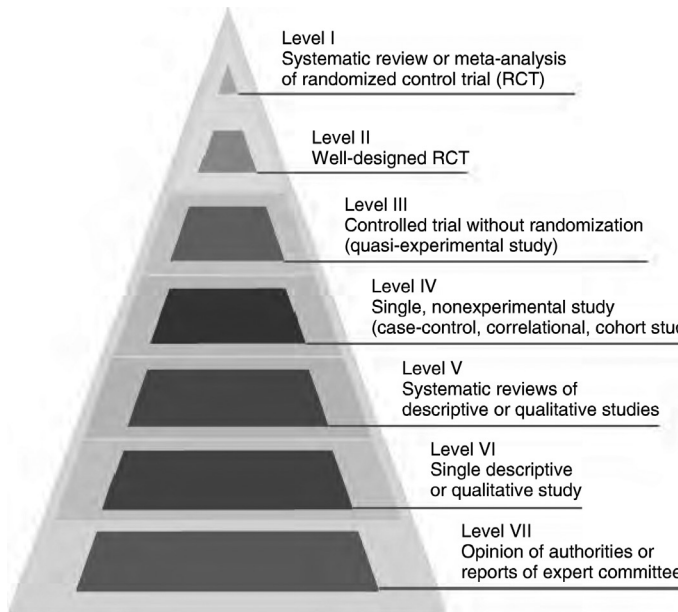 Level I
Systematic review or meta-analysis
of randomized control trial (RCT)
Level II
Well-designed RCT
Level III
Controlled trial without randomization
(quasi-experimental study)
Level IV
Single, nonexperimental study
(case-control, correlational, cohort
Level V
Systematic reviews of
descriptive or qualitative studies
Level VI
Single descriptive
or qualitative study
Level VII
Opinion of authorities or
reports of expert committee